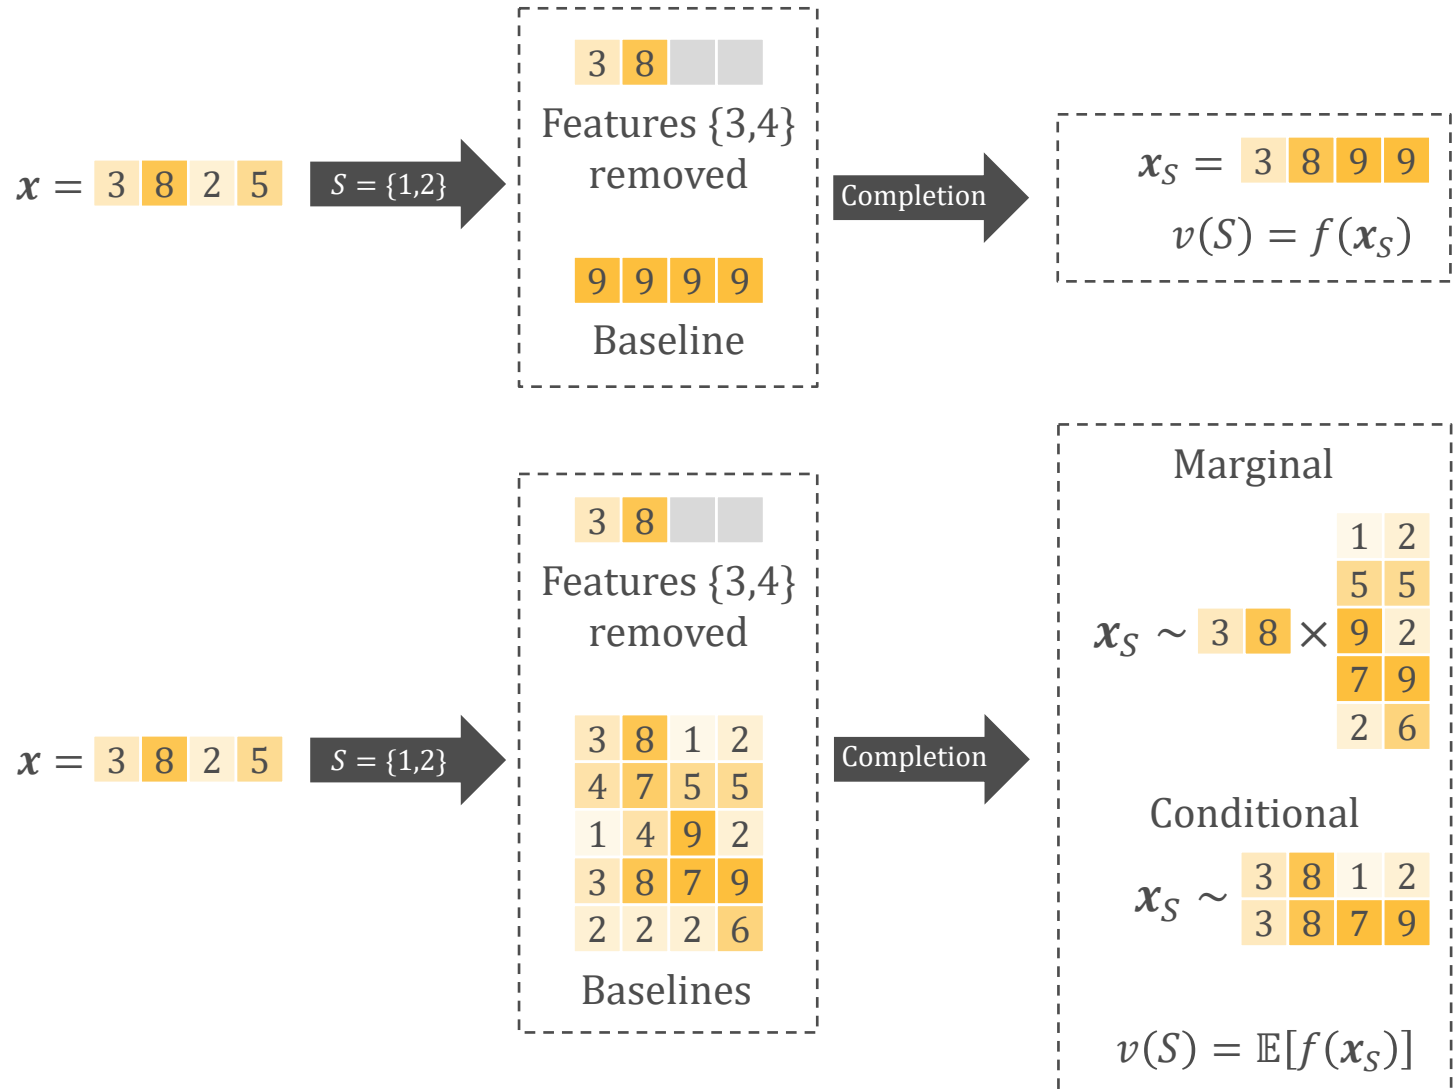 3 8
Features {3,4}
removed
x = 3 8 2 5
S = {1,2}
9 9 9 9
Baseline
Completion
x_S = 3 8 9 9
v(S) = f(x_S)
3 8
Features {3,4}
removed
x = 3 8 2 5
S = {1,2}
3 8 1 2
4 7 5 5
1 4 9 2
3 8 7 9
2 2 2 6
Baselines
Completion
Marginal
1 2
5 5
x_S ~ 3 8 × 9 2
7 9
2 6
Conditional
x_S ~ 3 8 1 2
3 8 7 9
v(S) = 𝔼[f(x_S)]